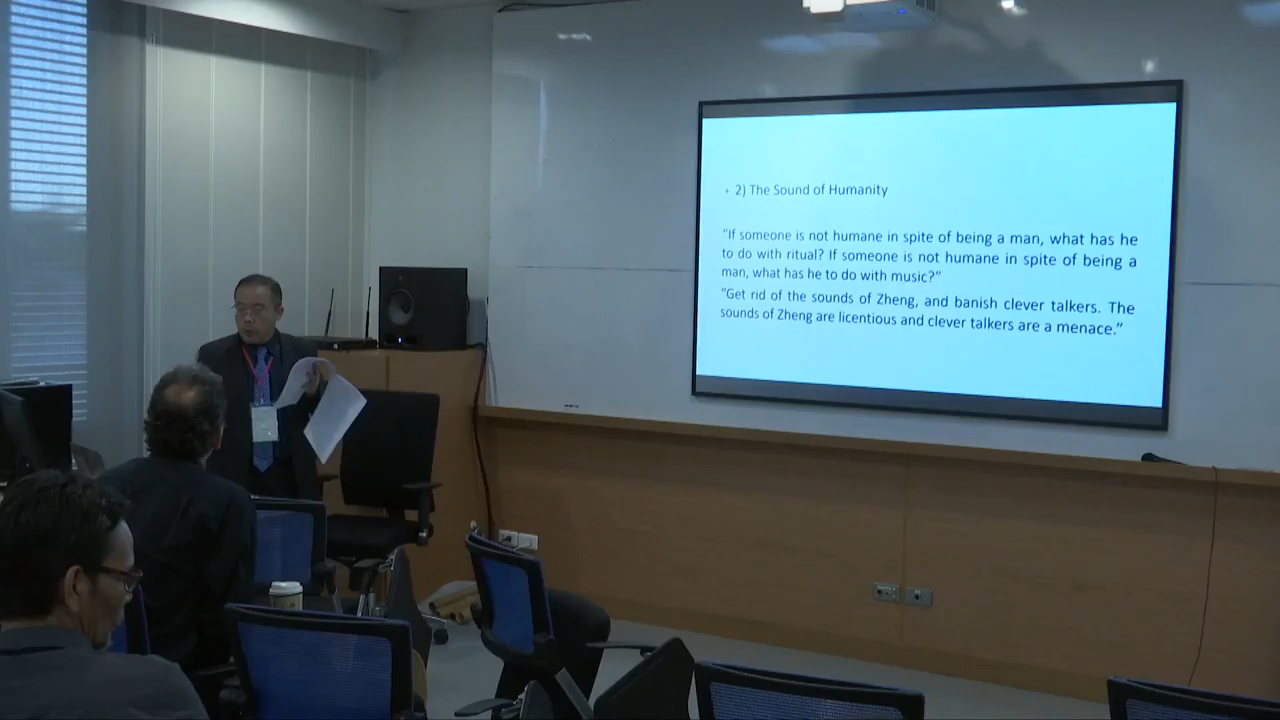 2) The Sound of Humanity
“If someone is not humane in spite of being a man, what has he
to do with ritual? If someone is not humane in spite of being a
man, what has he to do with music?”
“Get rid of the sounds of Zheng, and banish clever talkers. The
sounds of Zheng are licentious and clever talkers are a menace.”